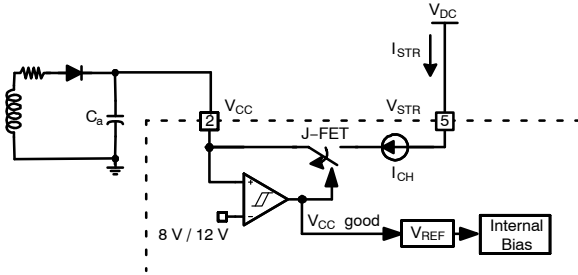 V_DC
I_STR
C_a
2
V_CC
V_STR
5
J−FET
I_CH
+
−
8 V / 12 V
V_CC good
V_REF
Internal
Bias